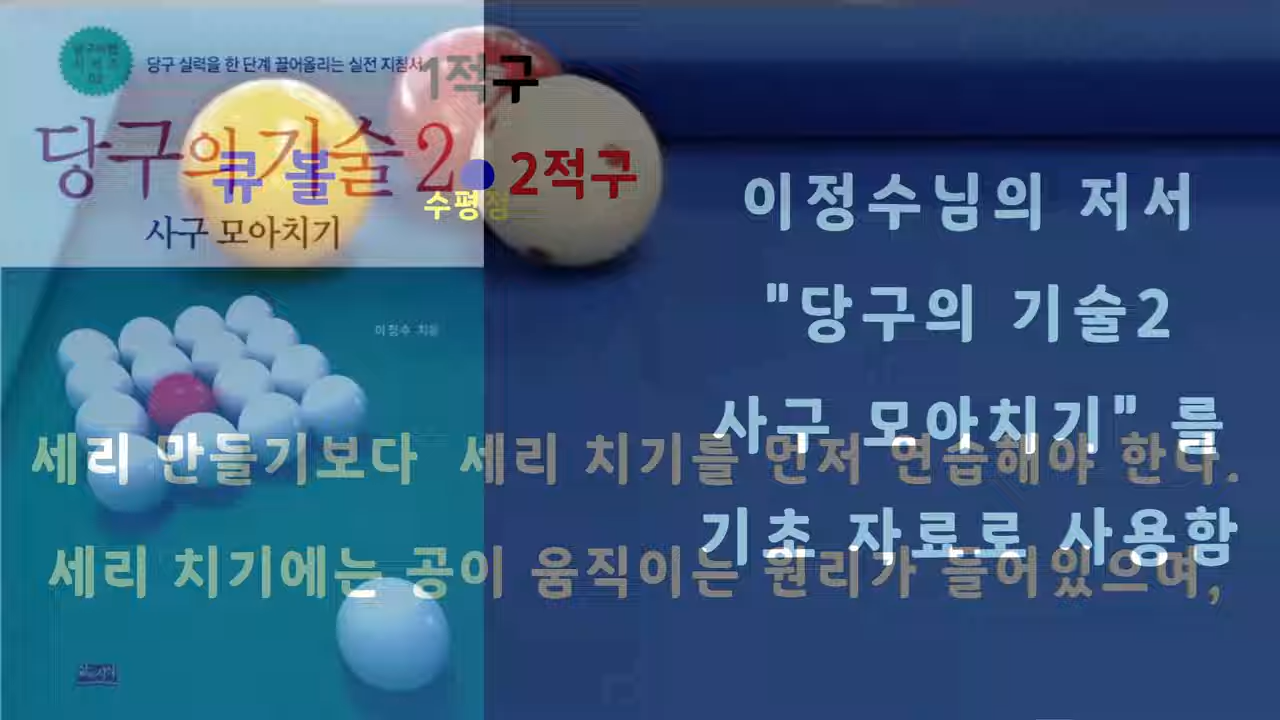 당구 실력을 한 단계 끌어올리는 실전 지침서
1적구
당구의 기술 2
큐 볼
2적구
수평
사구 모아치기
이정수 지음
이정수님의 저서
"당구의 기술2
사구 모아치기" 를
기초 자료로 사용함
세리 만들기보다 세리 치기를 먼저 연습해야 한다.
세리 치기에는 공이 움직이는 원리가 들어있으며,